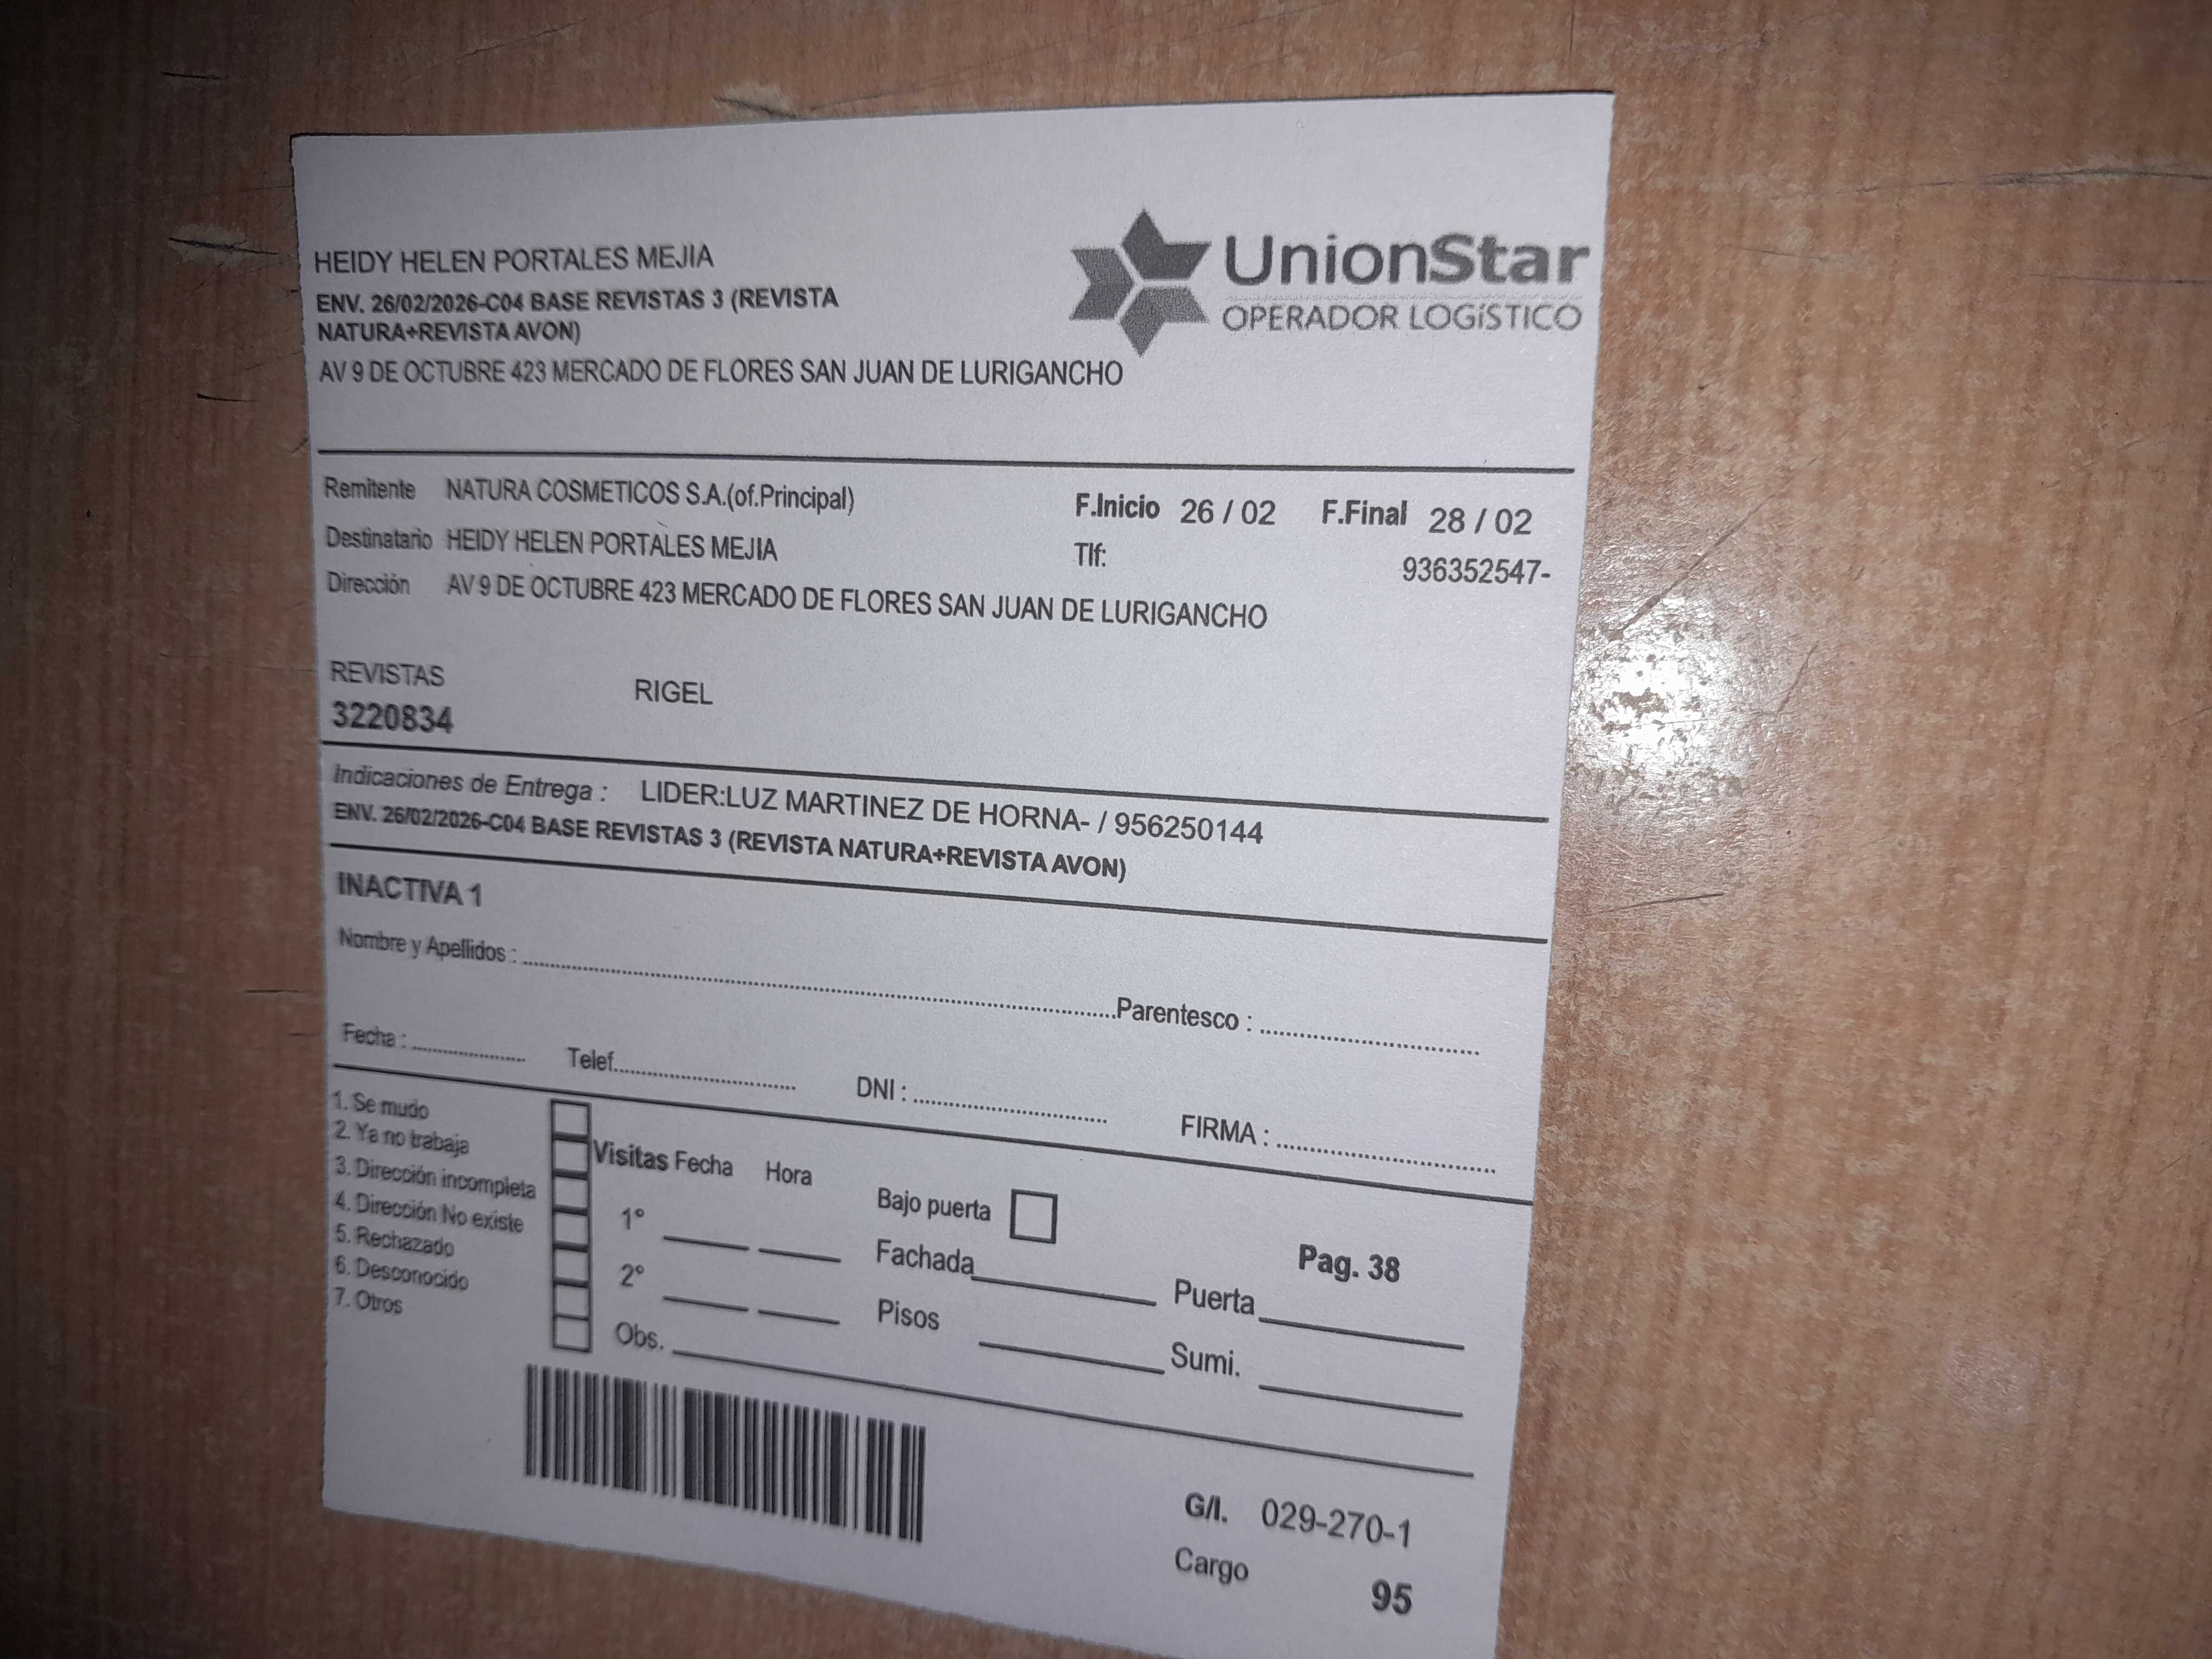 HEIDY HELEN PORTALES MEJIA
ENV. 26/02/2026-C04 BASE REVISTAS 3 (REVISTA
NATURA+REVISTA AVON)
AV 9 DE OCTUBRE 423 MERCADO DE FLORES SAN JUAN DE LURIGANCHO
UnionStar
OPERADOR LOGíSTICO
Remitente NATURA COSMETICOS S.A.(of.Principal) F.Inicio 26 / 02 F.Final 28 / 02
Destinatario HEIDY HELEN PORTALES MEJIA Tlf: 936352547-
Dirección AV 9 DE OCTUBRE 423 MERCADO DE FLORES SAN JUAN DE LURIGANCHO
REVISTAS RIGEL
3220834
Indicaciones de Entrega : LIDER:LUZ MARTINEZ DE HORNA- / 956250144
ENV. 26/02/2026-C04 BASE REVISTAS 3 (REVISTA NATURA+REVISTA AVON)
INACTIVA 1
Nombre y Apellidos : Parentesco :
Fecha : Telef. DNI : FIRMA :
1. Se mudo
2. Ya no trabaja
3. Dirección incompleta
4. Dirección No existe
5. Rechazado
6. Desconocido
7. Otros
Visitas Fecha Hora
1°
2°
Obs.
Bajo puerta
Fachada
Pisos
Pag. 38
Puerta
Sumi.
G/I. 029-270-1
Cargo 95